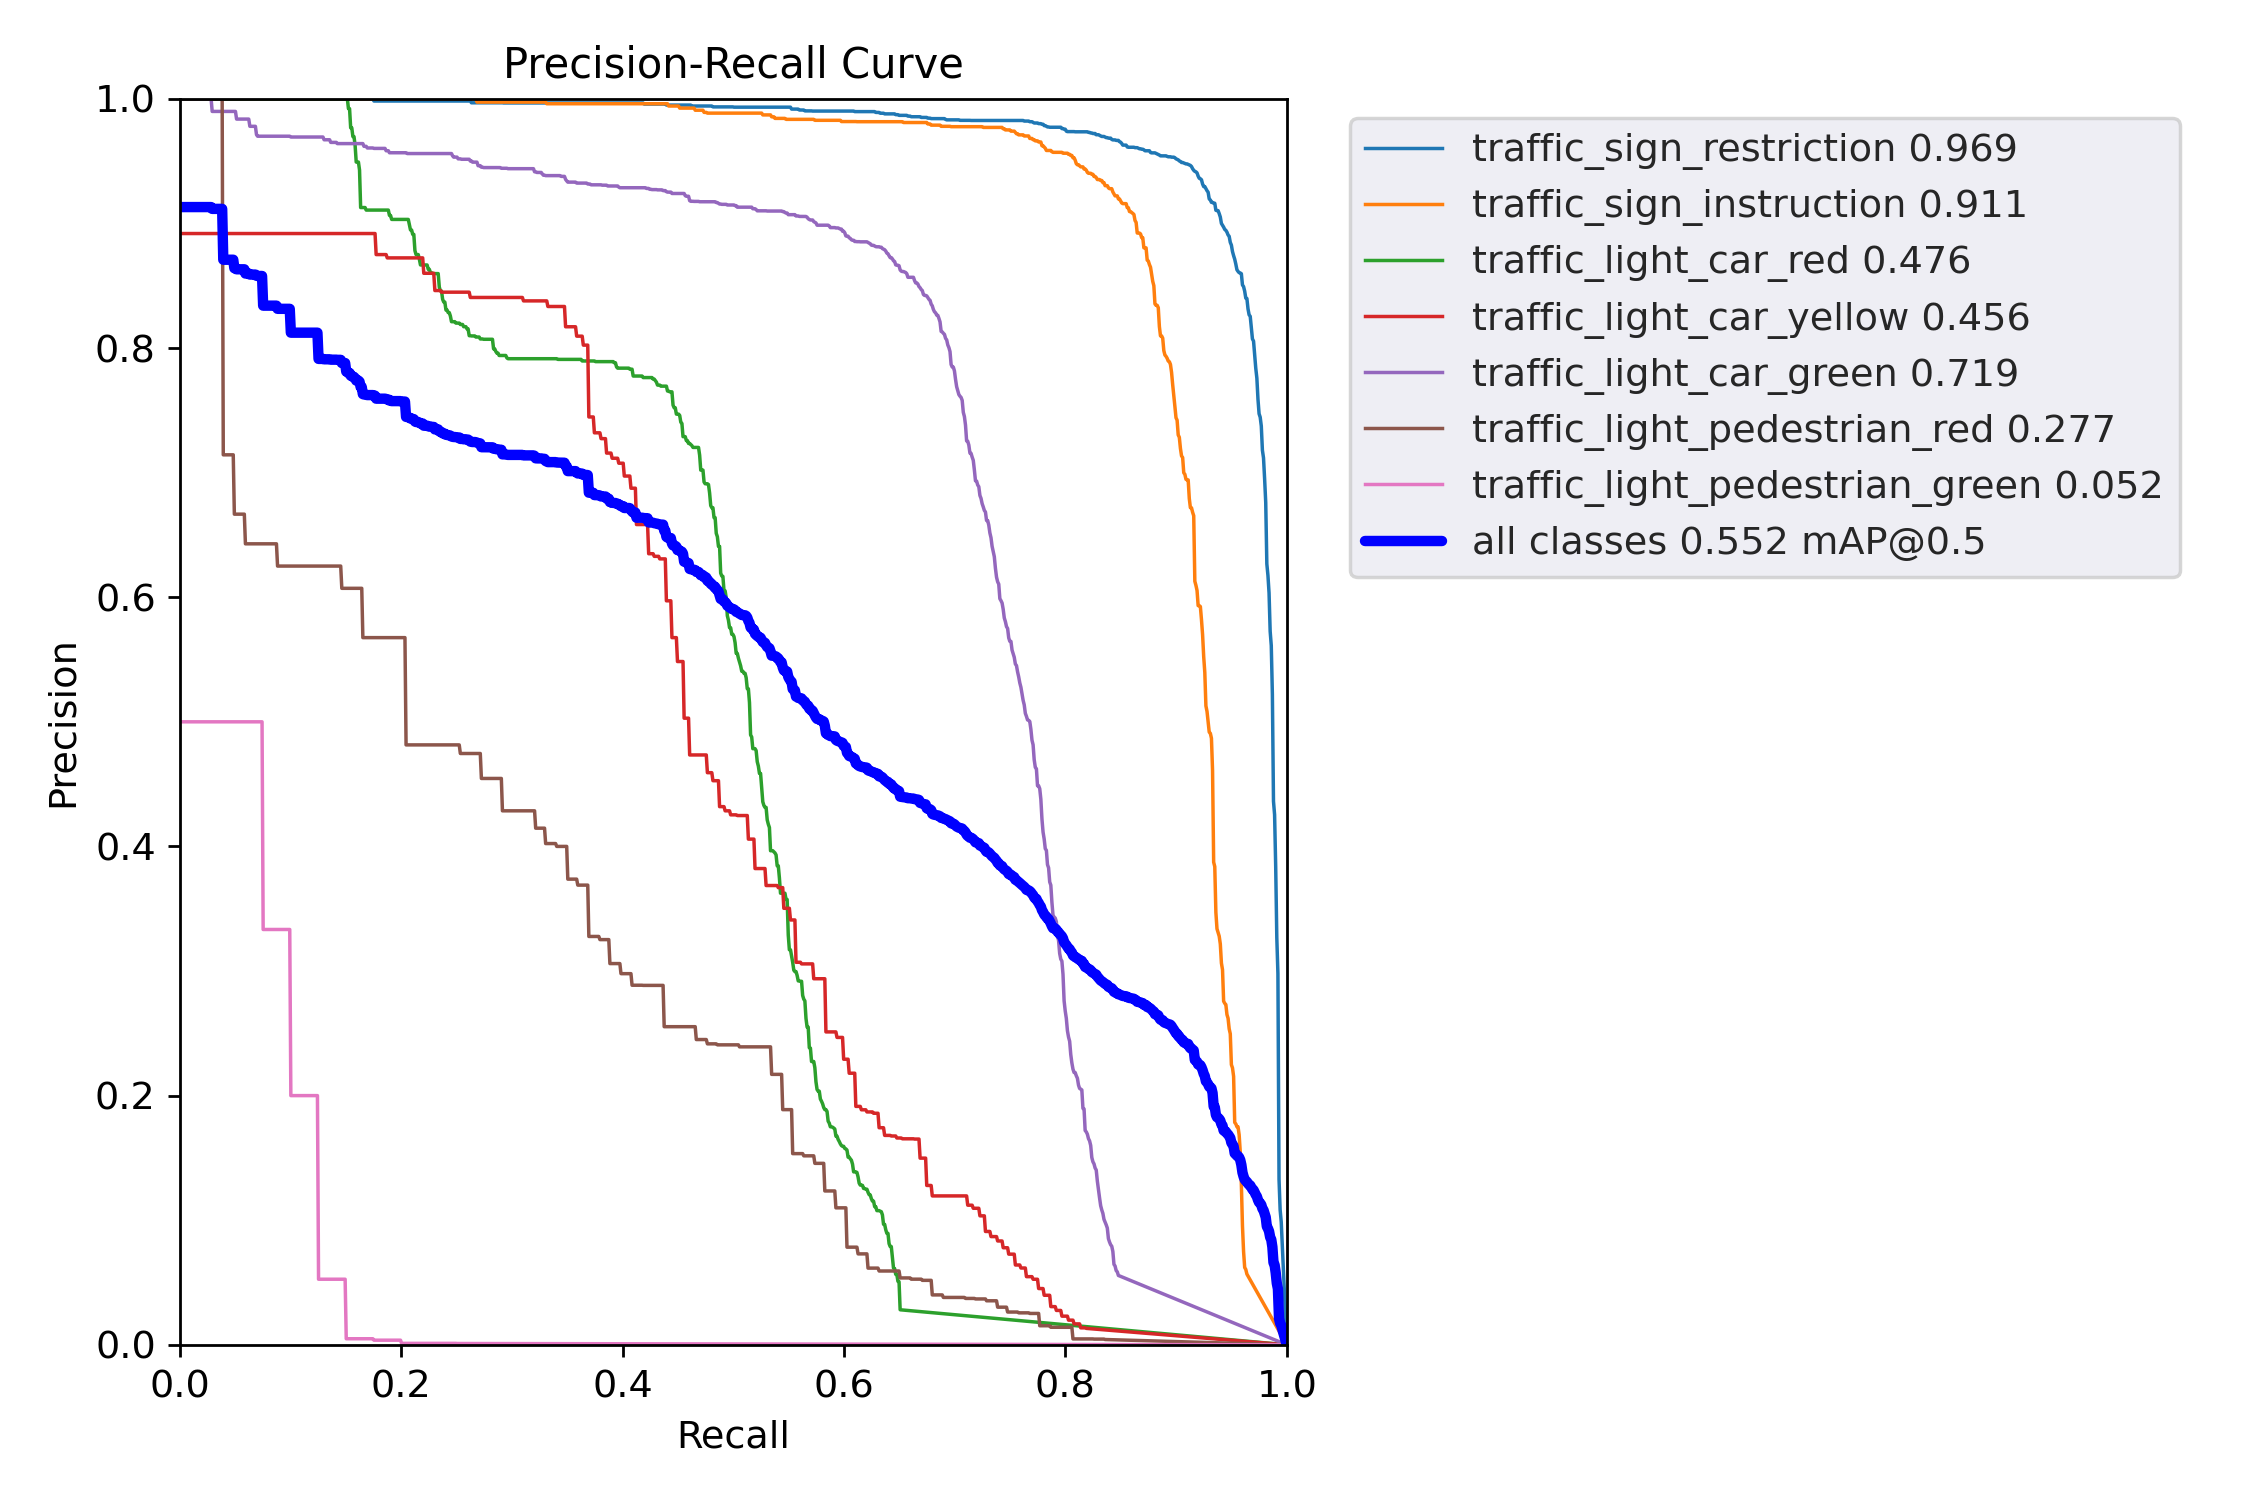 Precision-Recall Curve
1.0
0.8
0.6
0.4
0.2
0.0
Precision
0.0 0.2 0.4 0.6 0.8 1.0
Recall
traffic_sign_restriction 0.969
traffic_sign_instruction 0.911
traffic_light_car_red 0.476
traffic_light_car_yellow 0.456
traffic_light_car_green 0.719
traffic_light_pedestrian_red 0.277
traffic_light_pedestrian_green 0.052
all classes 0.552 mAP@0.5